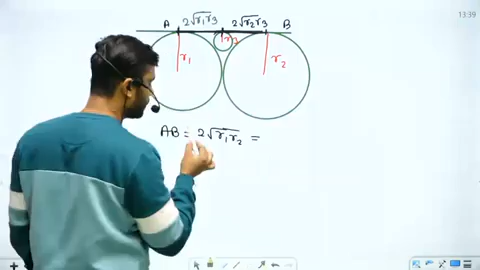 13:39
A 2√r₁r₃ 2√r₂r₃ B
r₁ r₃ r₂
AB = 2√r₁r₂ =